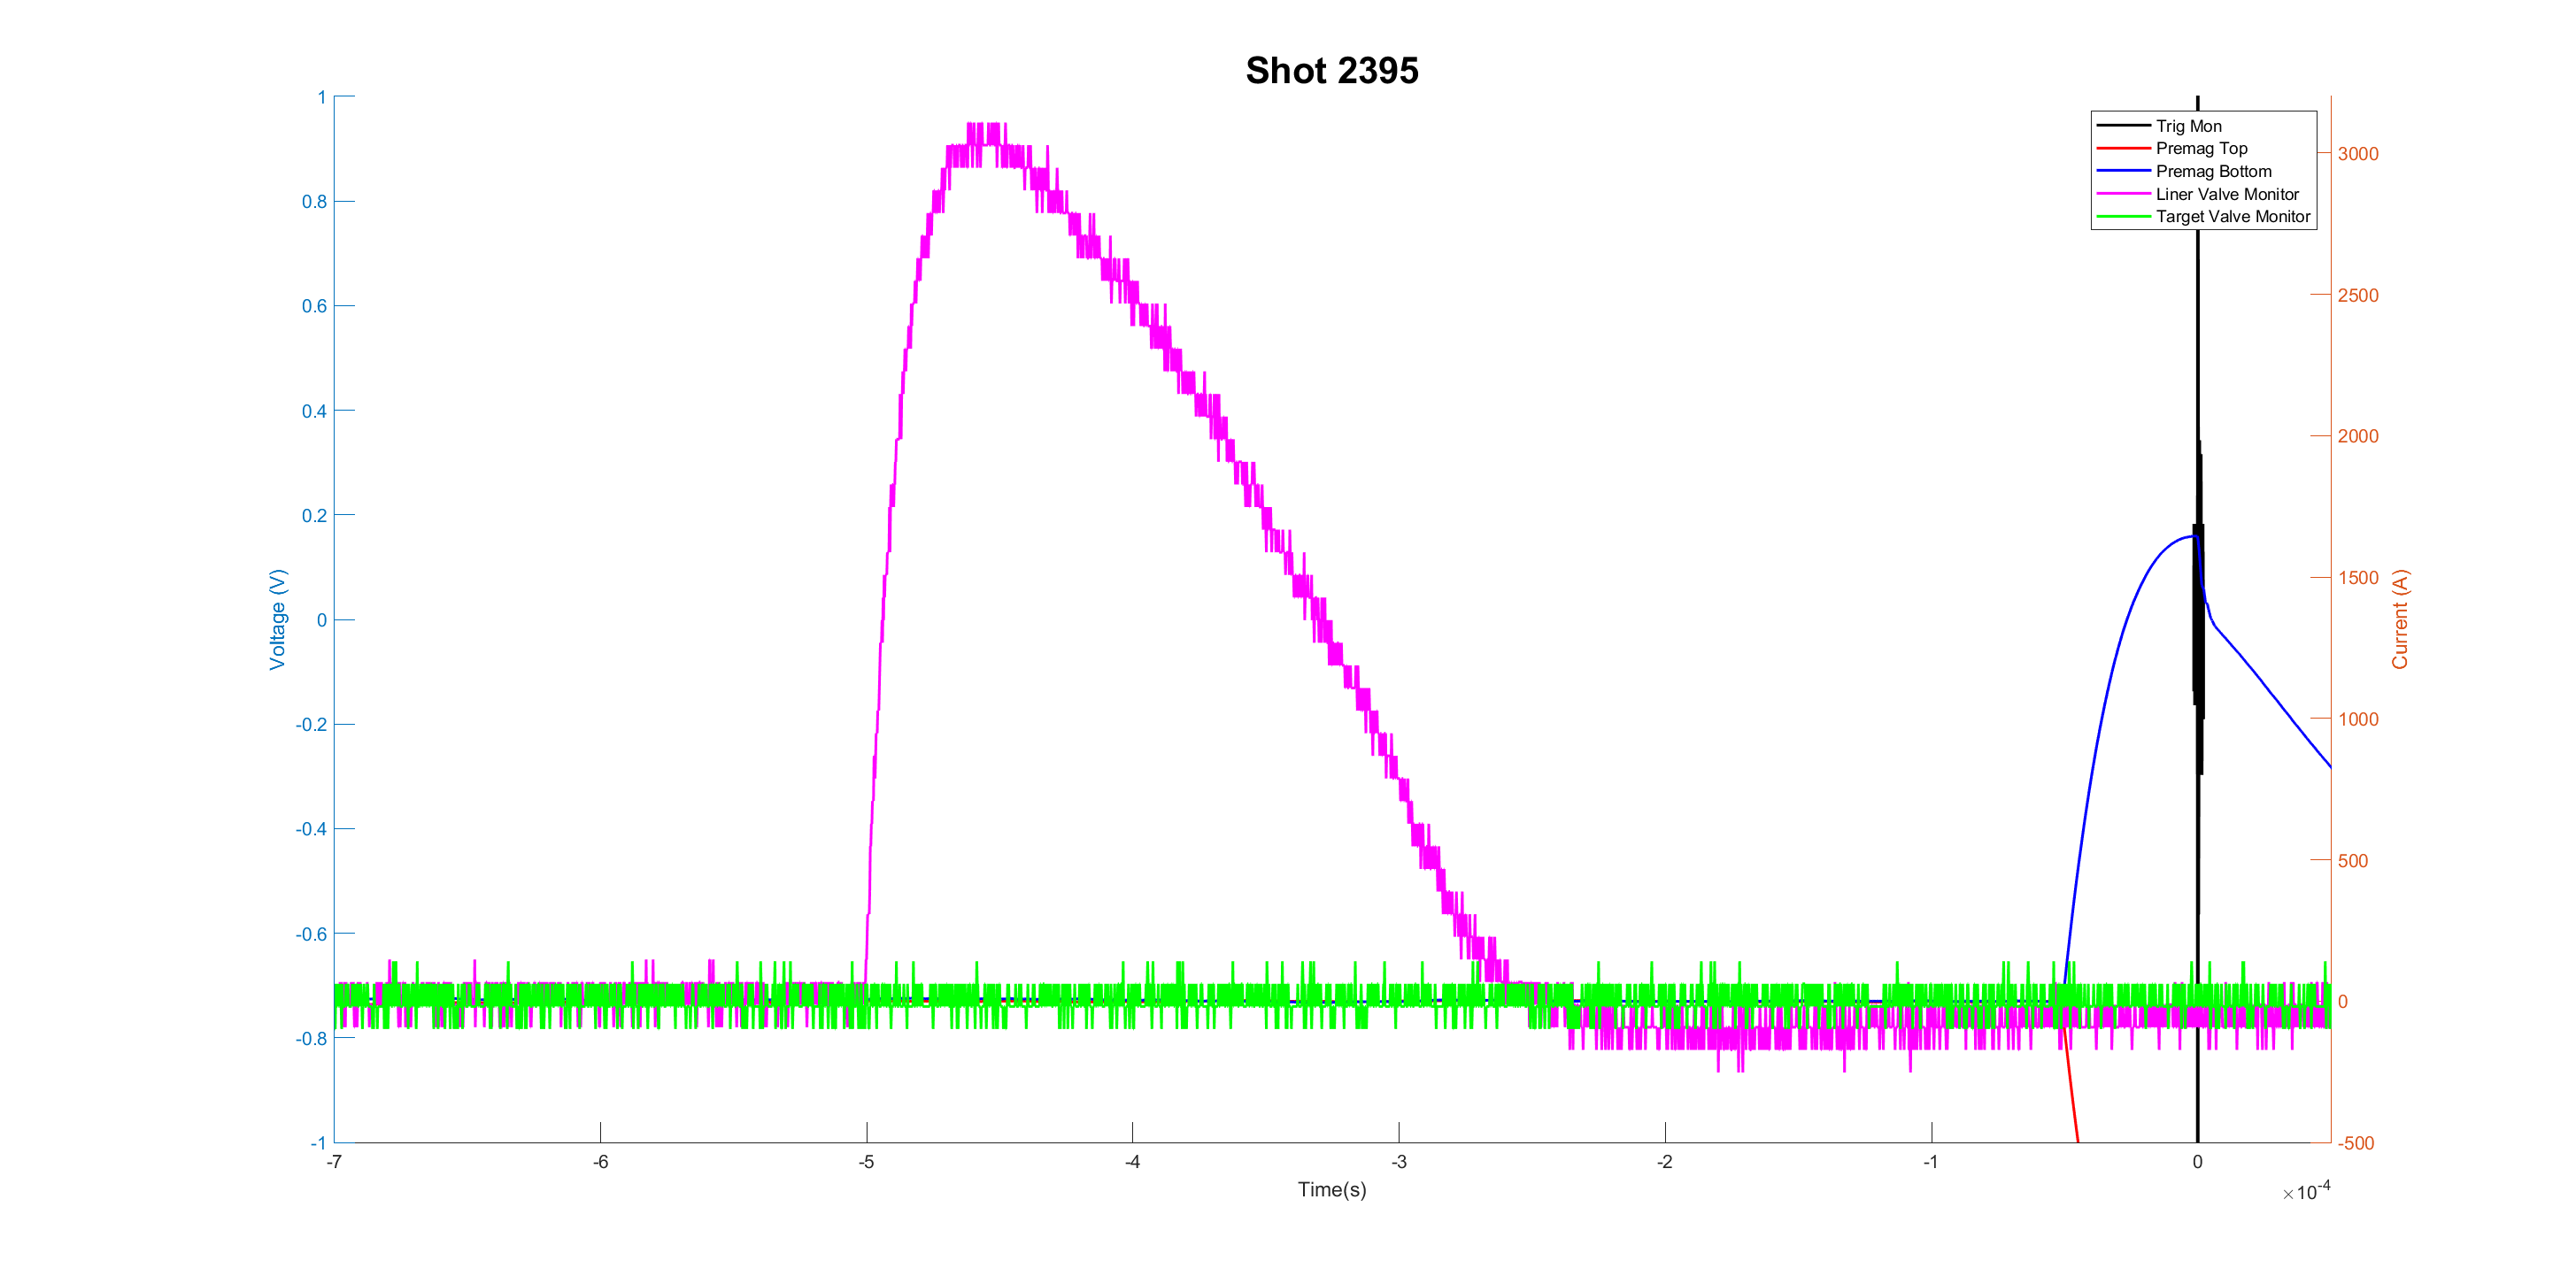 Shot 2395
1
0.8
0.6
0.4
0.2
0
-0.2
-0.4
-0.6
-0.8
-1
Voltage (V)
Trig Mon
Premag Top
Premag Bottom
Liner Valve Monitor
Target Valve Monitor
3000
2500
2000
1500
1000
500
0
-500
Current (A)
-7 -6 -5 -4 -3 -2 -1 0
Time(s)
×10⁻⁴